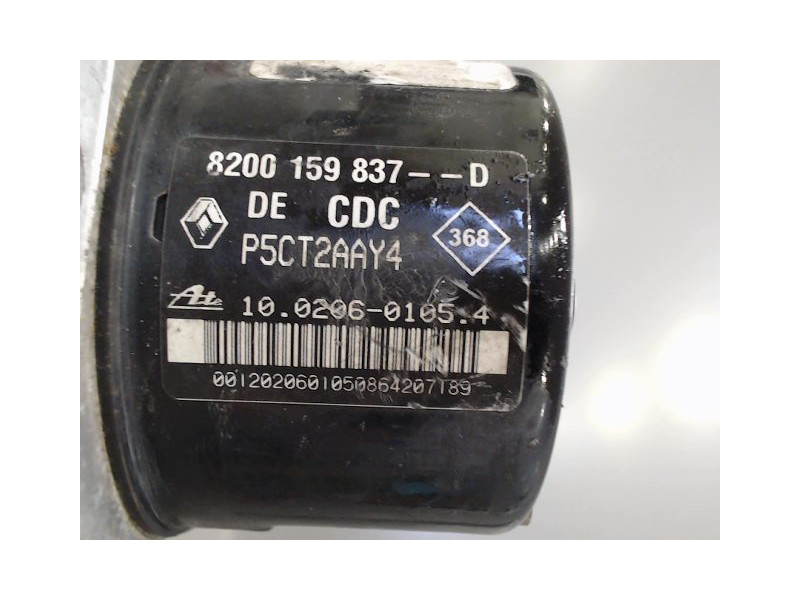 8200 159 837--D
DE CDC
368
P5CT2AAY4
Ate 10.0206-0105.4
0012020601050864207189